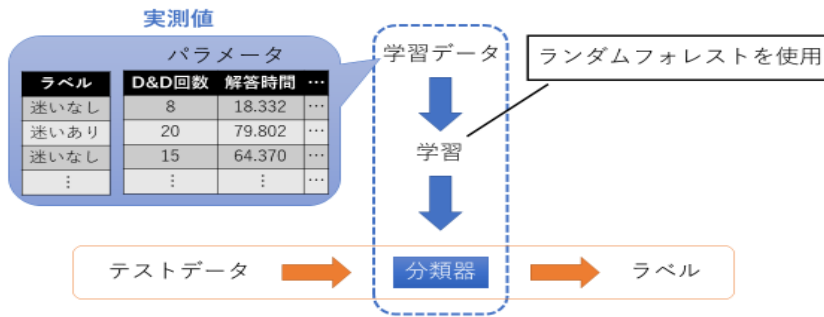 実測値
パラメータ
ラベル D&D回数 解答時間 …
迷いなし 8 18.332 …
迷いあり 20 79.802 …
迷いなし 15 64.370 …
⋮ ⋮ ⋮ …
学習データ
ランダムフォレストを使用
学習
テストデータ 分類器 ラベル